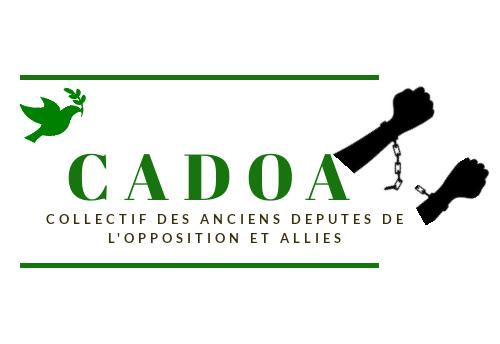 CADOA
COLLECTIF DES ANCIENS DEPUTES DE
L'OPPOSITION ET ALLIES